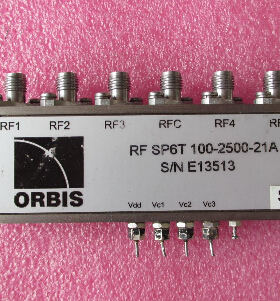 RF1 RF2 RF3 RFC RF4
RF SP6T 100-2500-21A
S/N E13513
ORBIS
Vdd Vc1 Vc2 Vc3